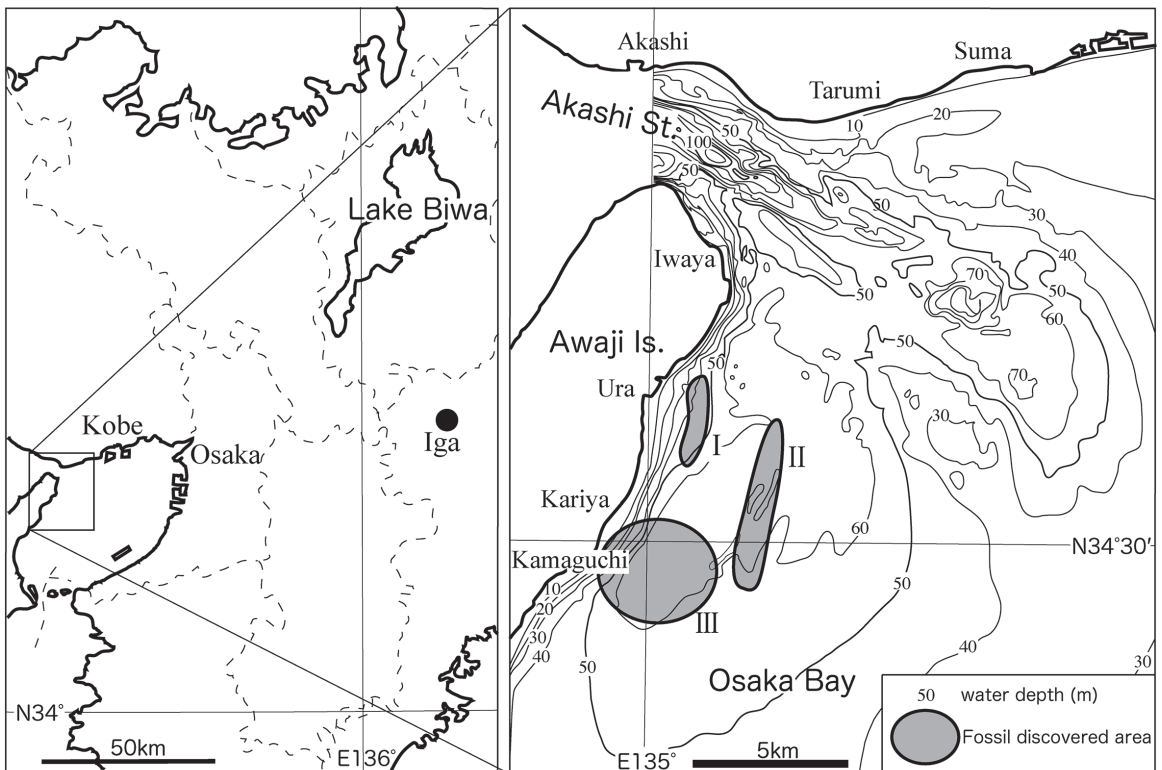 Lake Biwa
Kobe
Osaka
Iga
N34°
50km
E136°
Akashi
Suma
Tarumi
Akashi St.
10
20
50
100
50
50
30
40
Iwaya
70
50
50
60
Awaji Is.
50
50
Ura
70
30
I
II
Kariya
60
N34°30′
Kamaguchi
10
20
30
40
50
III
50
40
30
Osaka Bay
E135°
5km
50 water depth (m)
Fossil discovered area